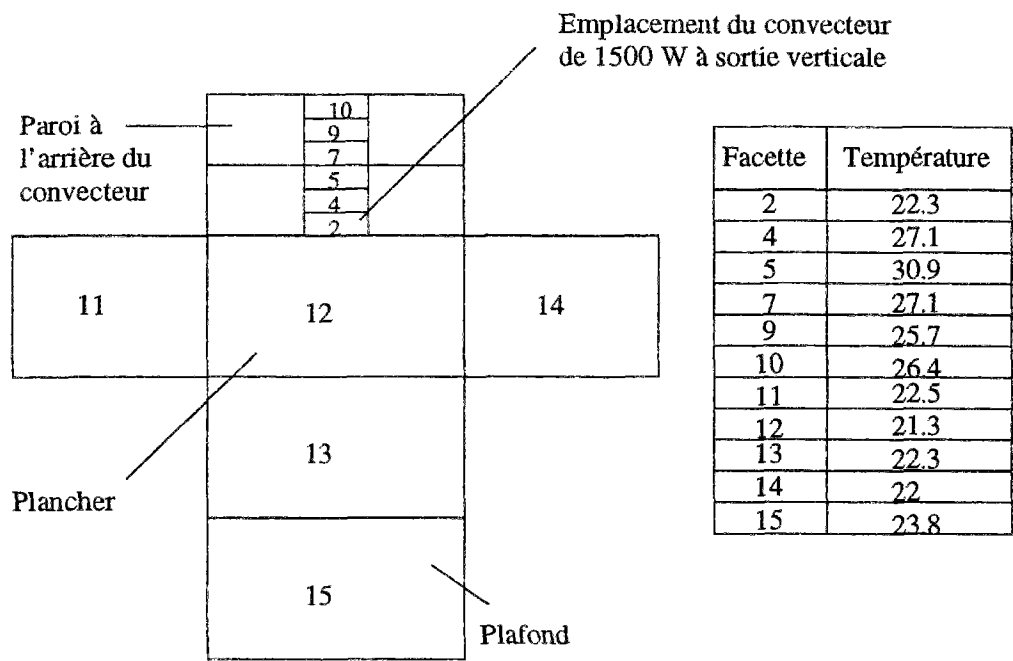 Emplacement du convecteur
de 1500 W à sortie verticale
Paroi à
l'arrière du
convecteur
10
9
7
5
4
2
11
12
14
13
Plancher
15
Plafond
Facette Température
2 22.3
4 27.1
5 30.9
7 27.1
9 25.7
10 26.4
11 22.5
12 21.3
13 22.3
14 22
15 23.8